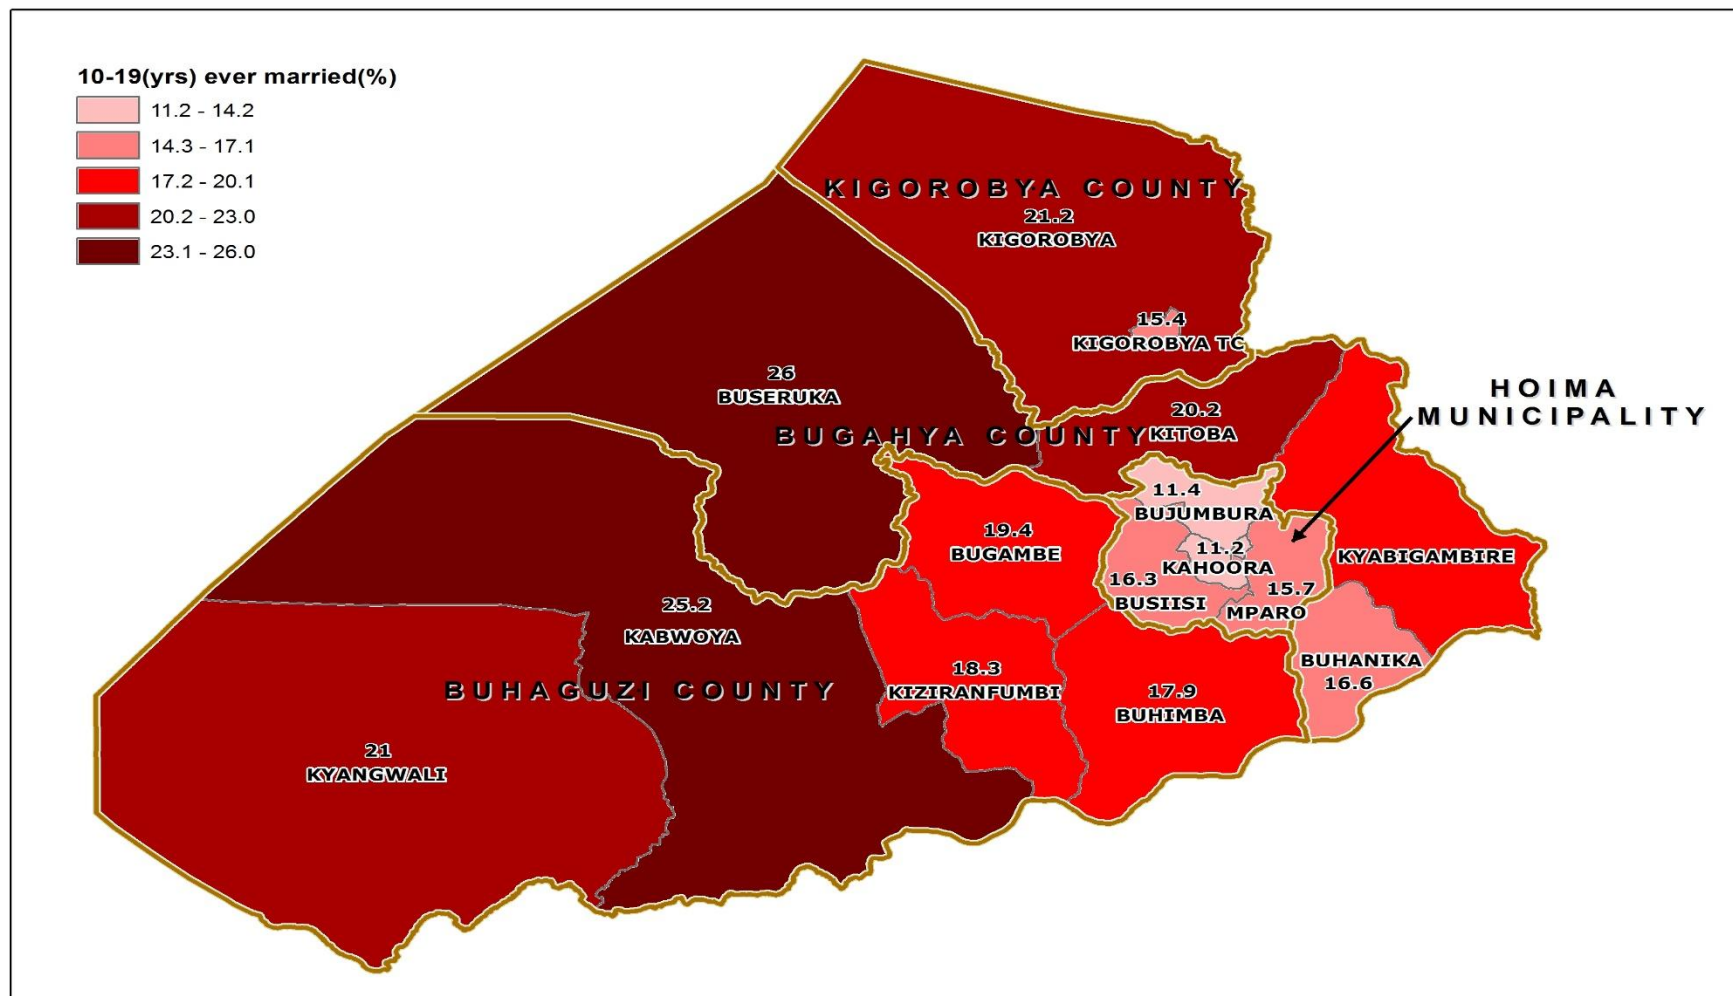 10-19(yrs) ever married(%)
11.2 - 14.2
14.3 - 17.1
17.2 - 20.1
20.2 - 23.0
23.1 - 26.0
KIGOROBYA COUNTY
21.2
KIGOROBYA
15.4
KIGOROBYA TC
26
BUSERUKA
BUGAHYA COUNTY
20.2
KITOBA
HOIMA
MUNICIPALITY
11.4
BUJUMBURA
19.4
BUGAMBE
11.2
KAHOORA
KYABIGAMBIRE
16.3
BUSIISI
15.7
MPARO
25.2
KABWOYA
BUHANIKA
16.6
18.3
KIZIRANFUMBI
BUHAGUZI COUNTY
17.9
BUHIMBA
21
KYANGWALI